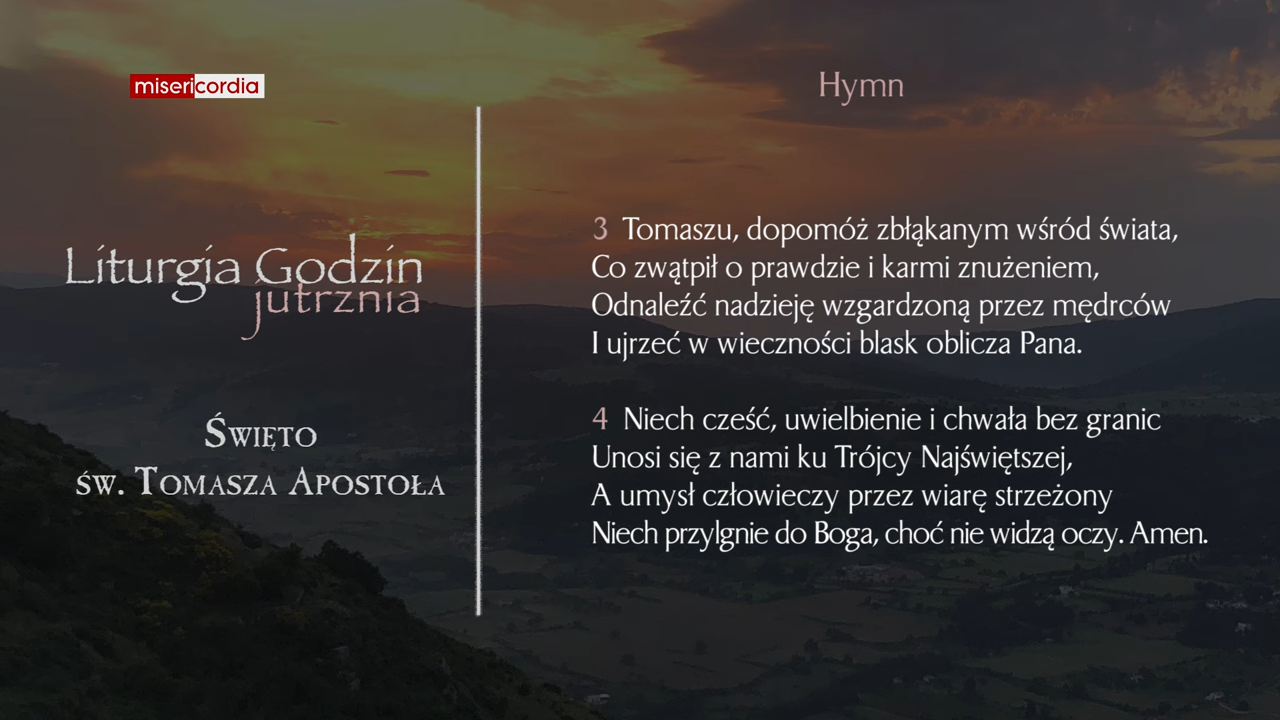 misericordia
Liturgia Godzin
jutrznia
Święto
św. Tomasza Apostoła
Hymn
3 Tomaszu, dopomóż zbłąkanym wśród świata,
Co zwątpił o prawdzie i karmi znużeniem,
Odnaleźć nadzieję wzgardzoną przez mędrców
I ujrzeć w wieczności blask oblicza Pana.
4 Niech cześć, uwielbienie i chwała bez granic
Unosi się z nami ku Trójcy Najświętszej,
A umysł człowieczy przez wiarę strzeżony
Niech przylgnie do Boga, choć nie widzą oczy. Amen.